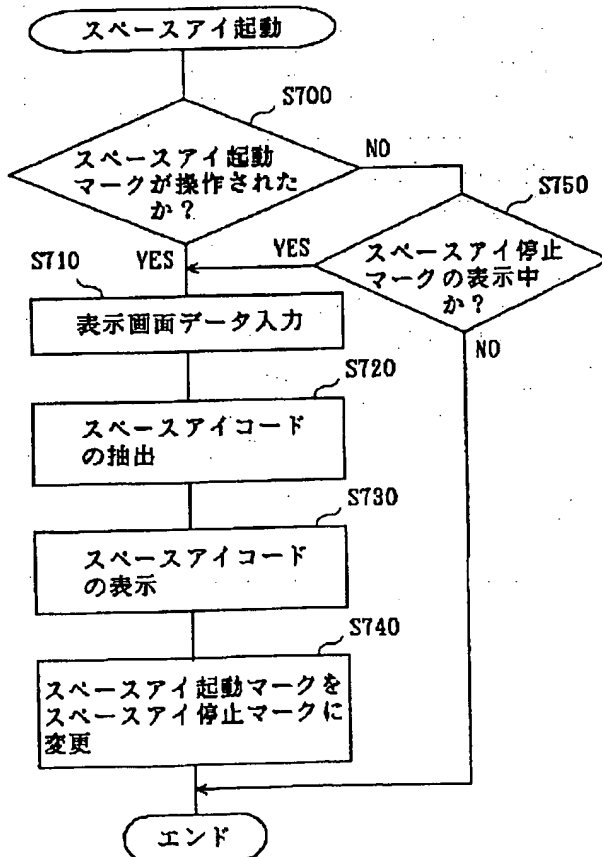 スペースアイ起動
S700
スペースアイ起動
マークが操作された
か?
NO
S750
YES
YES
スペースアイ停止
マークの表示中
か?
NO
S710
表示画面データ入力
S720
スペースアイコード
の抽出
S730
スペースアイコード
の表示
S740
スペースアイ起動マークを
スペースアイ停止マークに
変更
エンド